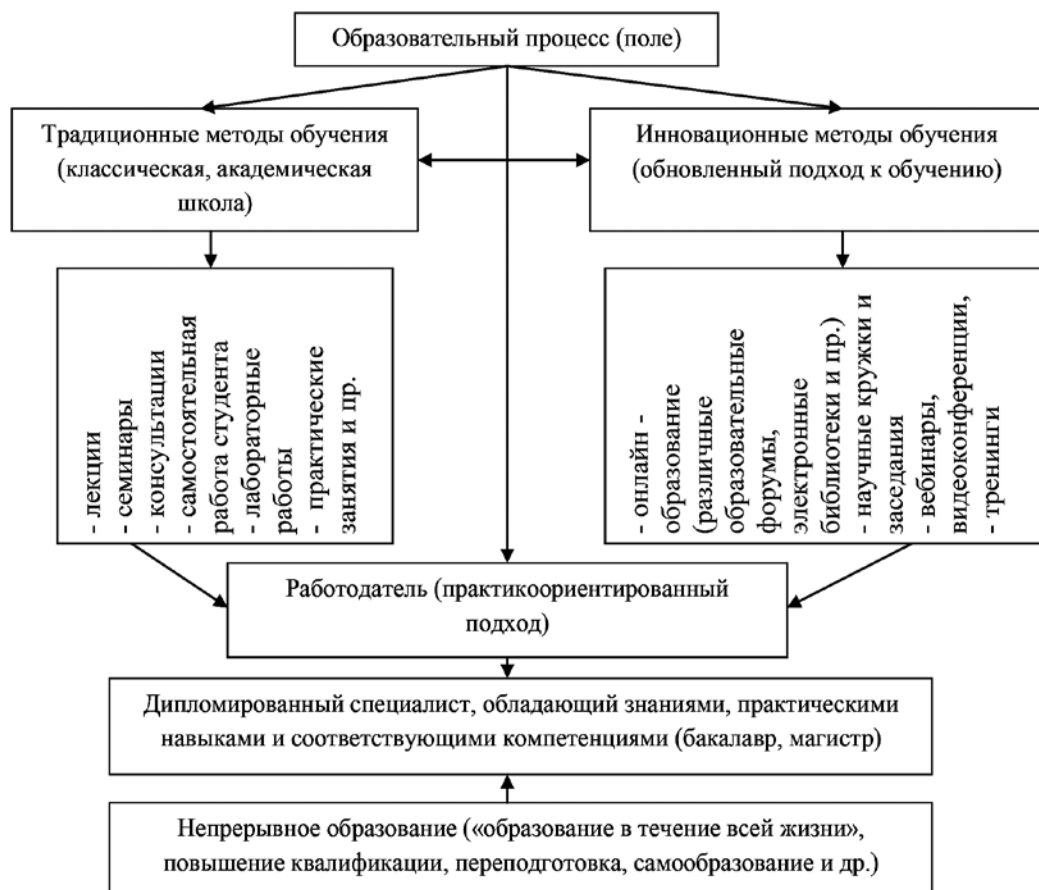 Образовательный процесс (поле)
Традиционные методы обучения
(классическая, академическая
школа)
Инновационные методы обучения
(обновленный подход к обучению)
- лекции
- семинары
- консультации
- самостоятельная
работа студента
- лабораторные
работы
- практические
занятия и пр.
- онлайн -
образование
(различные
образовательные
форумы,
электронные
библиотеки и пр.)
- научные кружки и
заседания
- вебинары,
видеоконференции,
- тренинги
Работодатель (практикоориентированный
подход)
Дипломированный специалист, обладающий знаниями, практическими
навыками и соответствующими компетенциями (бакалавр, магистр)
Непрерывное образование («образование в течение всей жизни»,
повышение квалификации, переподготовка, самообразование и др.)